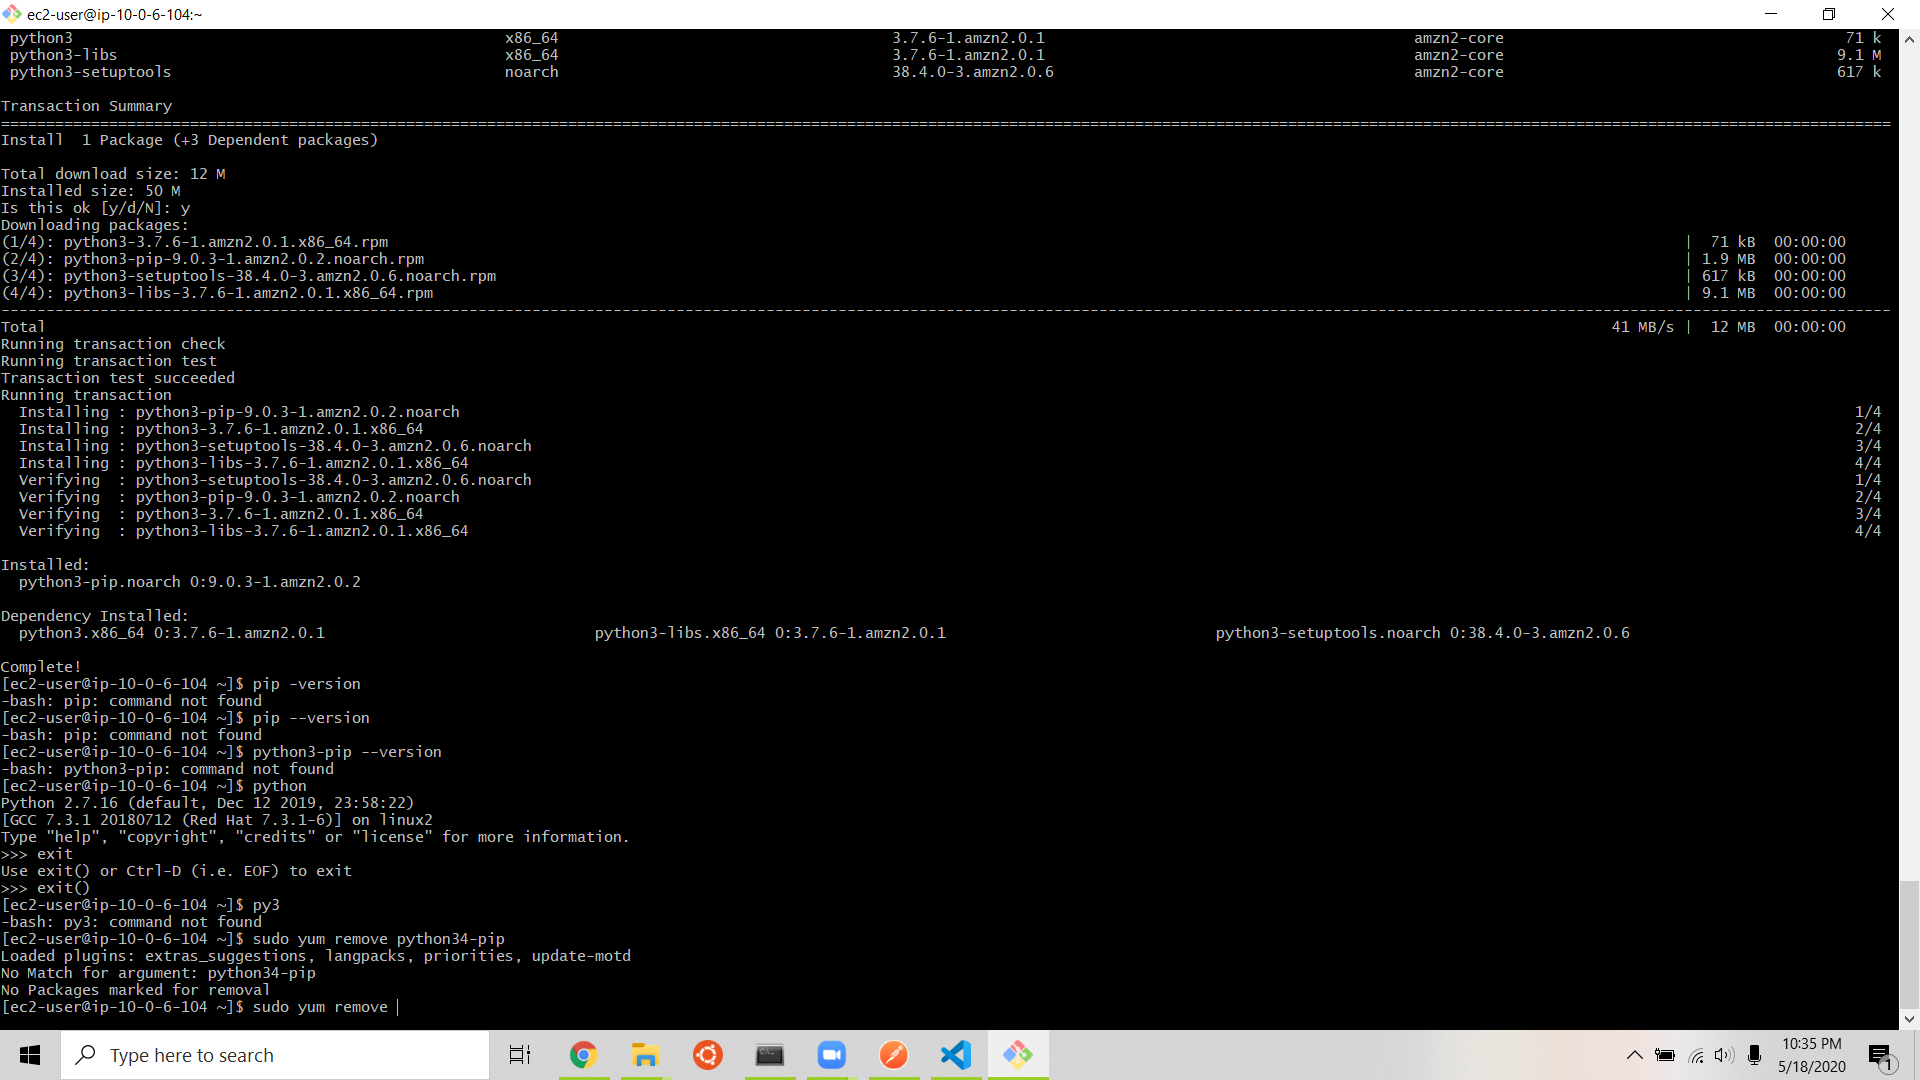 ec2-user@ip-10-0-6-104:~
python3 x86_64 3.7.6-1.amzn2.0.1 amzn2-core 71 k
python3-libs x86_64 3.7.6-1.amzn2.0.1 amzn2-core 9.1 M
python3-setuptools noarch 38.4.0-3.amzn2.0.6 amzn2-core 617 k
Transaction Summary
================================================================================
Install  1 Package (+3 Dependent packages)
Total download size: 12 M
Installed size: 50 M
Is this ok [y/d/N]: y
Downloading packages:
(1/4): python3-3.7.6-1.amzn2.0.1.x86_64.rpm | 71 kB 00:00:00
(2/4): python3-pip-9.0.3-1.amzn2.0.2.noarch.rpm | 1.9 MB 00:00:00
(3/4): python3-setuptools-38.4.0-3.amzn2.0.6.noarch.rpm | 617 kB 00:00:00
(4/4): python3-libs-3.7.6-1.amzn2.0.1.x86_64.rpm | 9.1 MB 00:00:00
--------------------------------------------------------------------------------
Total 41 MB/s | 12 MB 00:00:00
Running transaction check
Running transaction test
Transaction test succeeded
Running transaction
Installing : python3-pip-9.0.3-1.amzn2.0.2.noarch 1/4
Installing : python3-3.7.6-1.amzn2.0.1.x86_64 2/4
Installing : python3-setuptools-38.4.0-3.amzn2.0.6.noarch 3/4
Installing : python3-libs-3.7.6-1.amzn2.0.1.x86_64 4/4
Verifying  : python3-setuptools-38.4.0-3.amzn2.0.6.noarch 1/4
Verifying  : python3-pip-9.0.3-1.amzn2.0.2.noarch 2/4
Verifying  : python3-3.7.6-1.amzn2.0.1.x86_64 3/4
Verifying  : python3-libs-3.7.6-1.amzn2.0.1.x86_64 4/4
Installed:
python3-pip.noarch 0:9.0.3-1.amzn2.0.2
Dependency Installed:
python3.x86_64 0:3.7.6-1.amzn2.0.1 python3-libs.x86_64 0:3.7.6-1.amzn2.0.1 python3-setuptools.noarch 0:38.4.0-3.amzn2.0.6
Complete!
[ec2-user@ip-10-0-6-104 ~]$ pip -version
-bash: pip: command not found
[ec2-user@ip-10-0-6-104 ~]$ pip --version
-bash: pip: command not found
[ec2-user@ip-10-0-6-104 ~]$ python3-pip --version
-bash: python3-pip: command not found
[ec2-user@ip-10-0-6-104 ~]$ python
Python 2.7.16 (default, Dec 12 2019, 23:58:22)
[GCC 7.3.1 20180712 (Red Hat 7.3.1-6)] on linux2
Type "help", "copyright", "credits" or "license" for more information.
>>> exit
Use exit() or Ctrl-D (i.e. EOF) to exit
>>> exit()
[ec2-user@ip-10-0-6-104 ~]$ py3
-bash: py3: command not found
[ec2-user@ip-10-0-6-104 ~]$ sudo yum remove python34-pip
Loaded plugins: extras_suggestions, langpacks, priorities, update-motd
No Match for argument: python34-pip
No Packages marked for removal
[ec2-user@ip-10-0-6-104 ~]$ sudo yum remove
Type here to search
10:35 PM
5/18/2020
1